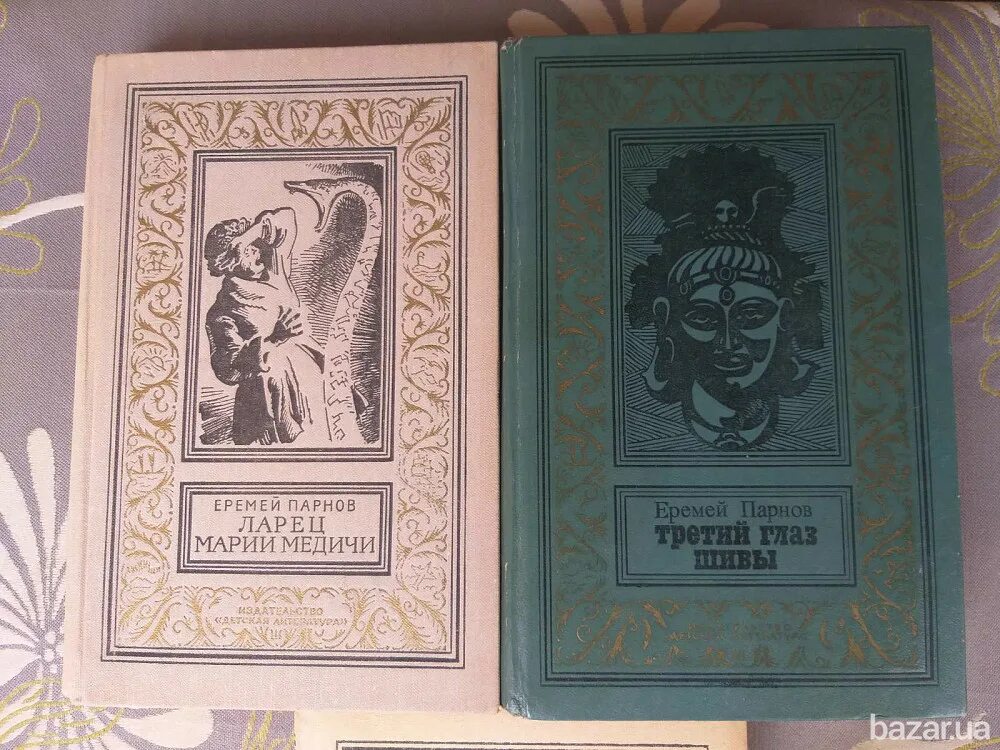 ЕРЕМЕЙ ПАРНОВ
ЛАРЕЦ
МАРИИ МЕДИЧИ
ИЗДАТЕЛЬСТВО
«ДЕТСКАЯ ЛИТЕРАТУРА»
Еремей Парнов
третий глаз
шивы
bazar.ua